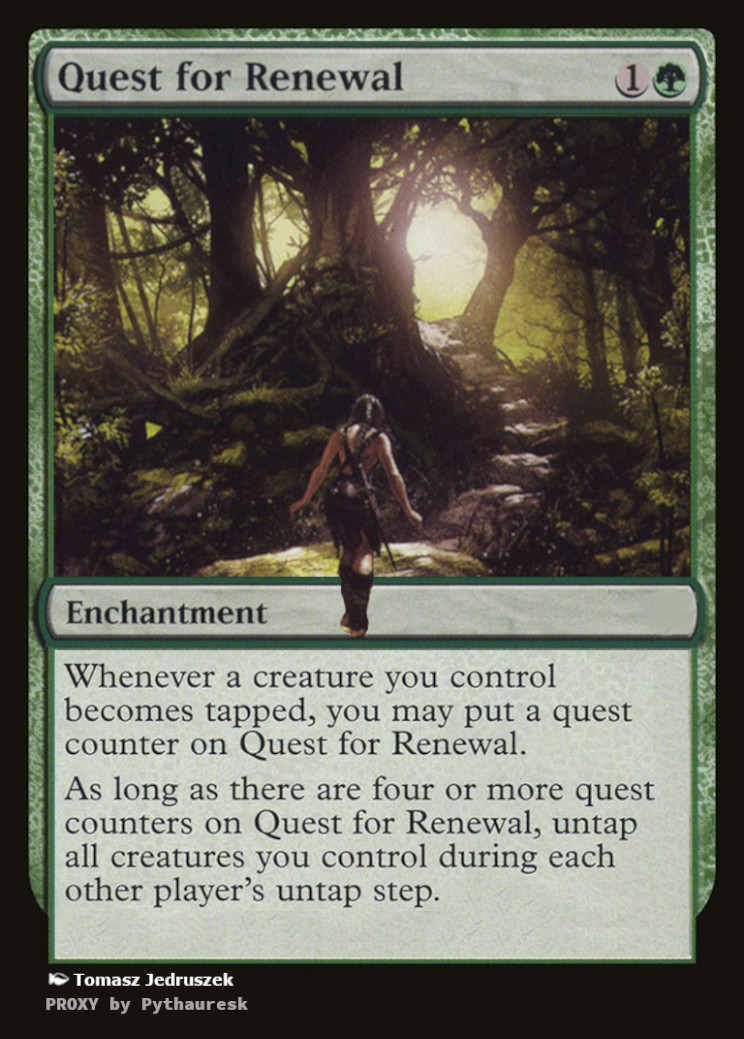 Quest for Renewal 1
Enchantment
Whenever a creature you control
becomes tapped, you may put a quest
counter on Quest for Renewal.
As long as there are four or more quest
counters on Quest for Renewal, untap
all creatures you control during each
other player's untap step.
Tomasz Jedruszek
PROXY by Pythauresk